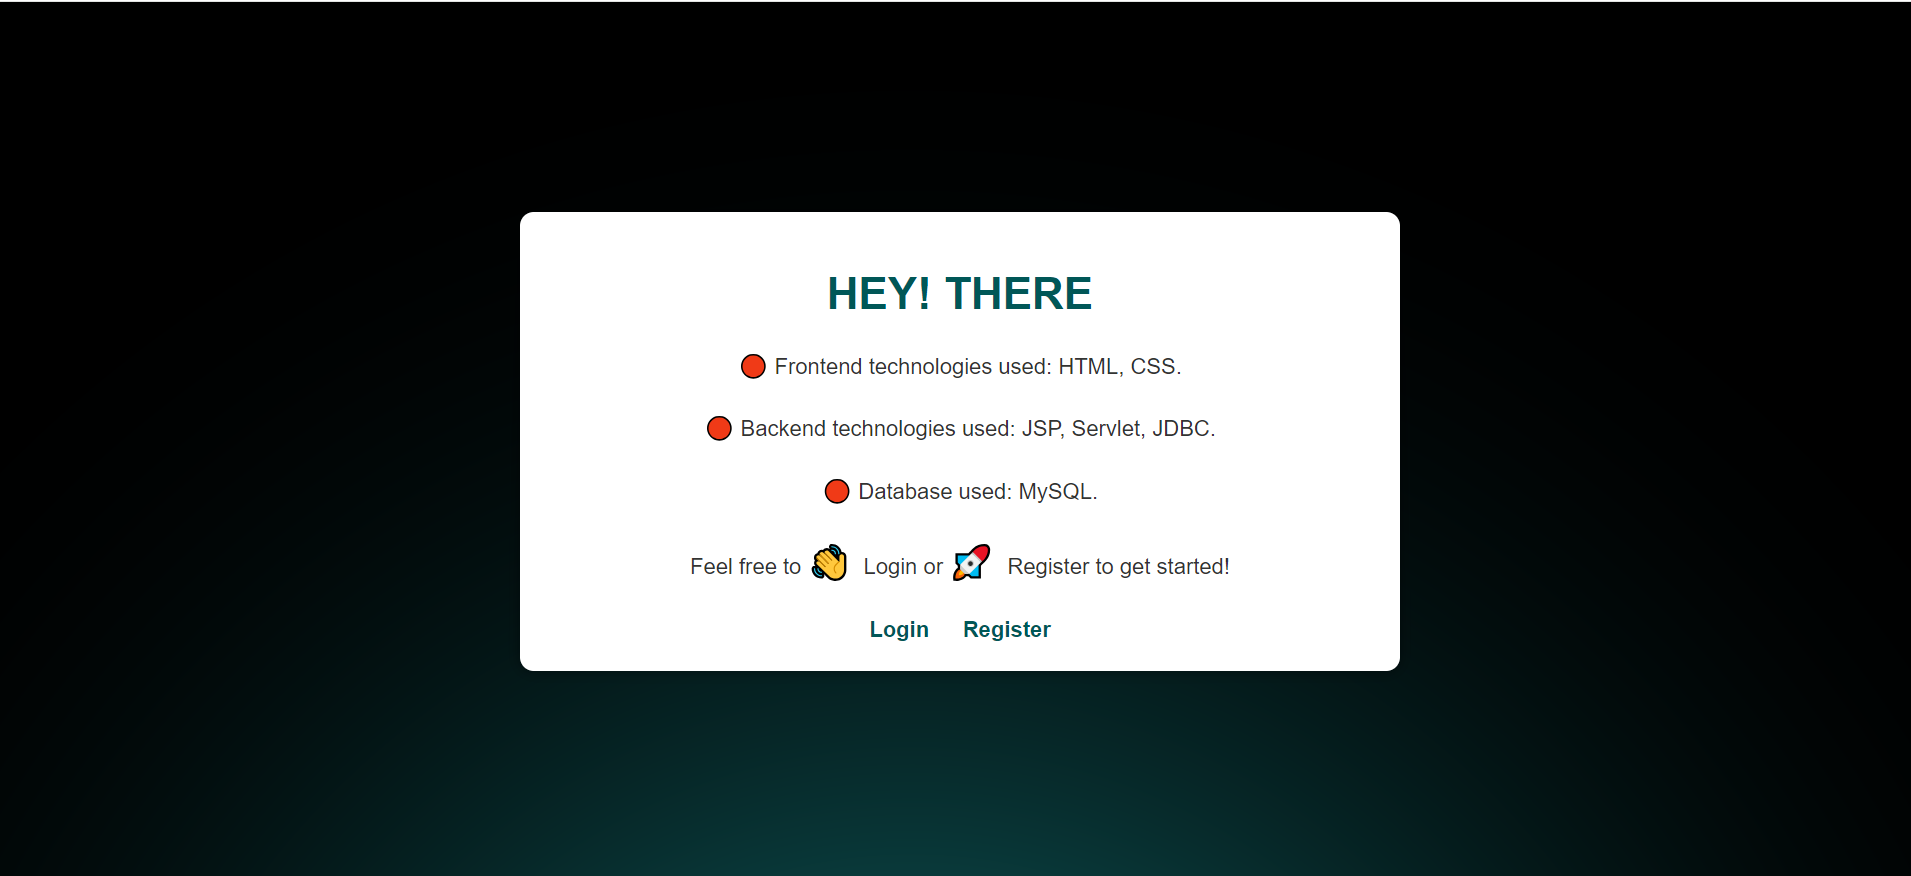 HEY! THERE
Frontend technologies used: HTML, CSS.
Backend technologies used: JSP, Servlet, JDBC.
Database used: MySQL.
Feel free to 👋 Login or 🚀 Register to get started!
Login Register